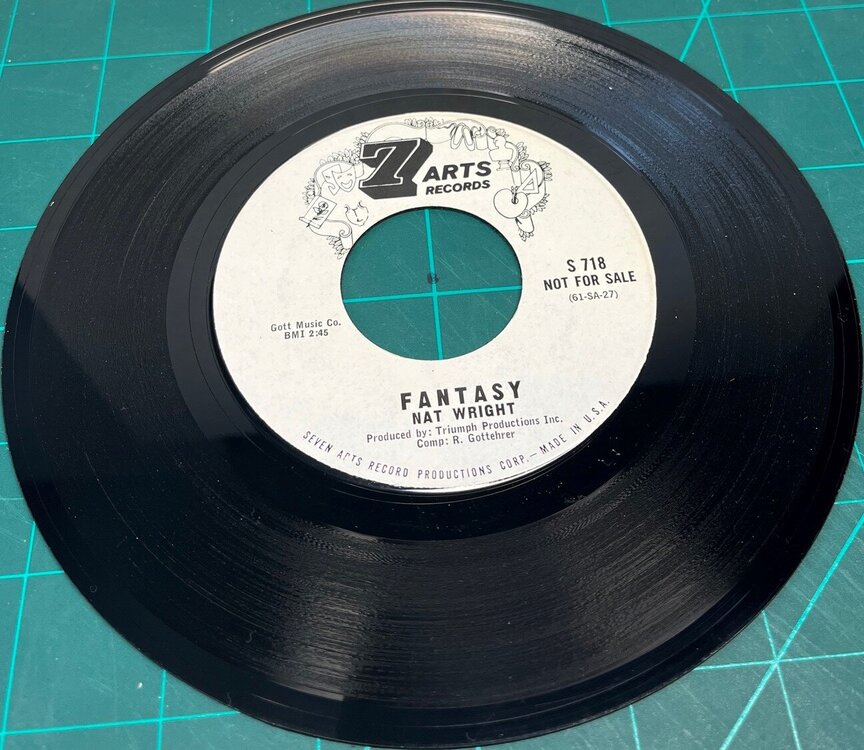 7 ARTS
RECORDS
S 718
NOT FOR SALE
(61-SA-27)
Gott Music Co.
BMI 2:45
FANTASY
NAT WRIGHT
Produced by: Triumph Productions Inc.
Comp: R. Gottehrer
SEVEN ARTS RECORD PRODUCTIONS CORP.—MADE IN U.S.A.